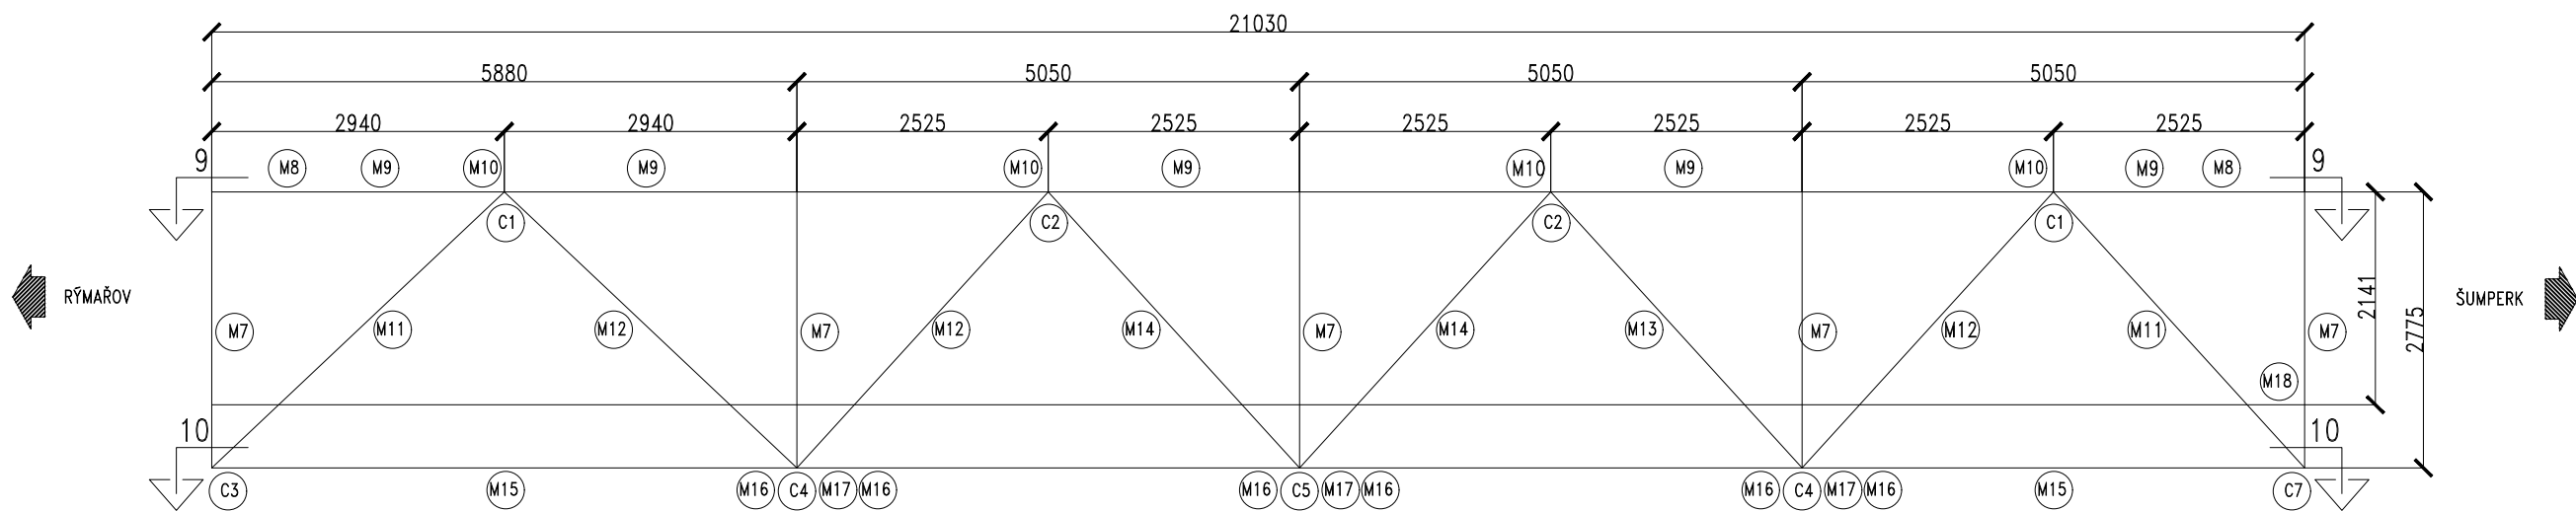 21030
5880 5050 5050 5050
2940 2940 2525 2525 2525 2525 2525 2525
9 M8 M9 M10 M9 M10 M9 M10 M9 M10 M9 M8 9
C1 C2 C2 C1
RÝMAŘOV 2141 ŠUMPERK
2775
M7 M11 M12 M7 M12 M14 M7 M14 M13 M7 M12 M11 M7
M18
10 10
C3 M15 M16 C4 M17 M16 M16 C5 M17 M16 M16 C4 M17 M16 M15 C7